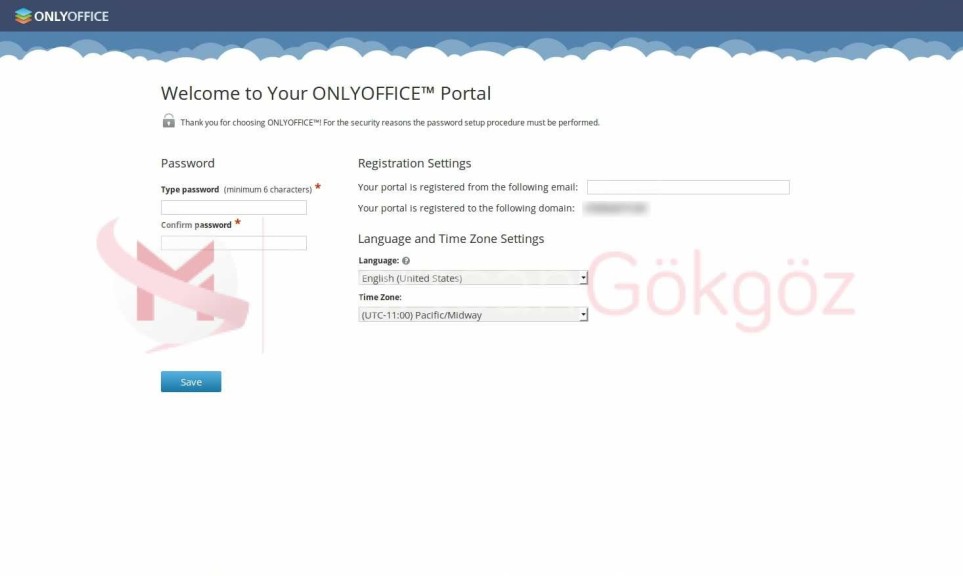 ONLYOFFICE
Welcome to Your ONLYOFFICE™ Portal
Thank you for choosing ONLYOFFICE™! For the security reasons the password setup procedure must be performed.
Password
Type password (minimum 6 characters) *
Confirm password *
Registration Settings
Your portal is registered from the following email:
Your portal is registered to the following domain:
Language and Time Zone Settings
Language:
English (United States)
Time Zone:
(UTC-11:00) Pacific/Midway
Gökgöz
Save